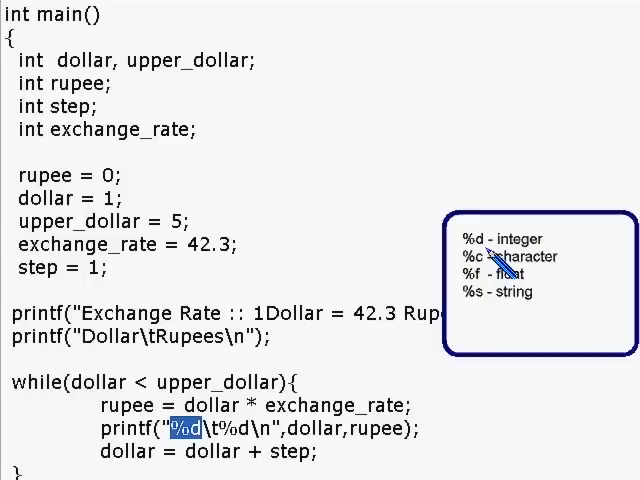 int main()
{
int dollar, upper_dollar;
int rupee;
int step;
int exchange_rate;
rupee = 0;
dollar = 1;
upper_dollar = 5;
exchange_rate = 42.3;
step = 1;
printf("Exchange Rate :: 1Dollar = 42.3 Rup
printf("Dollar\tRupees\n");
while(dollar < upper_dollar){
rupee = dollar * exchange_rate;
printf("%d\t%d\n",dollar,rupee);
dollar = dollar + step;
}
%d - integer
%c - character
%f - float
%s - string